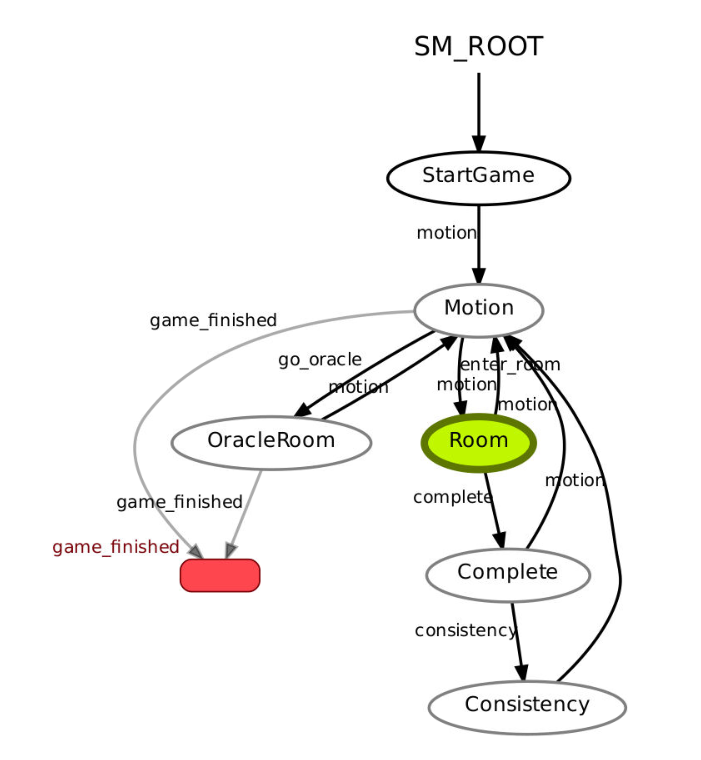 SM_ROOT
StartGame
motion
Motion
game_finished
go_oracle
enter_room
motion
motion
motion
OracleRoom
Room
motion
complete
game_finished
game_finished
Complete
consistency
Consistency